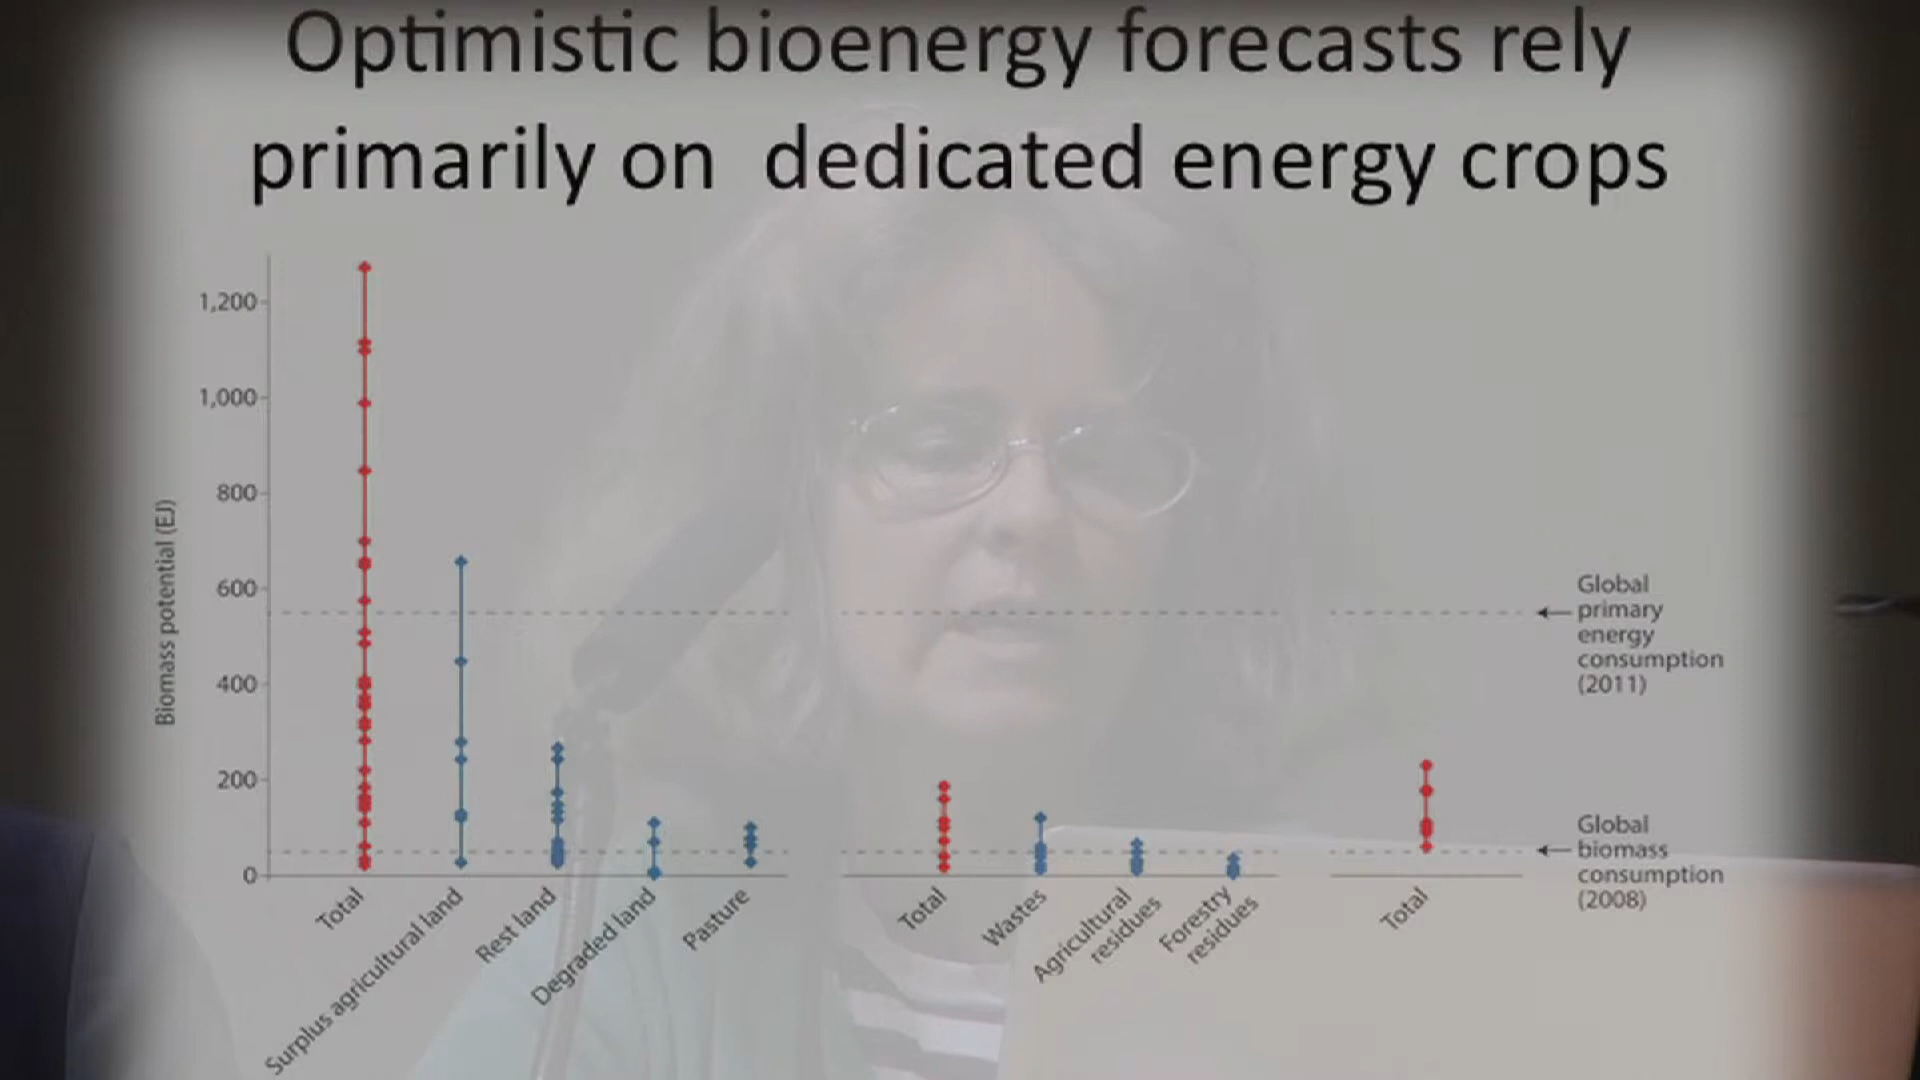 Optimistic bioenergy forecasts rely
primarily on dedicated energy crops
Biomass potential (EJ)
1,200
1,000
800
600
400
200
0
Total
Surplus agricultural land
Rest land
Degraded land
Pasture
Total
Wastes
Agricultural
residues
Forestry
residues
Total
Global
primary
energy
consumption
(2011)
Global
biomass
consumption
(2008)